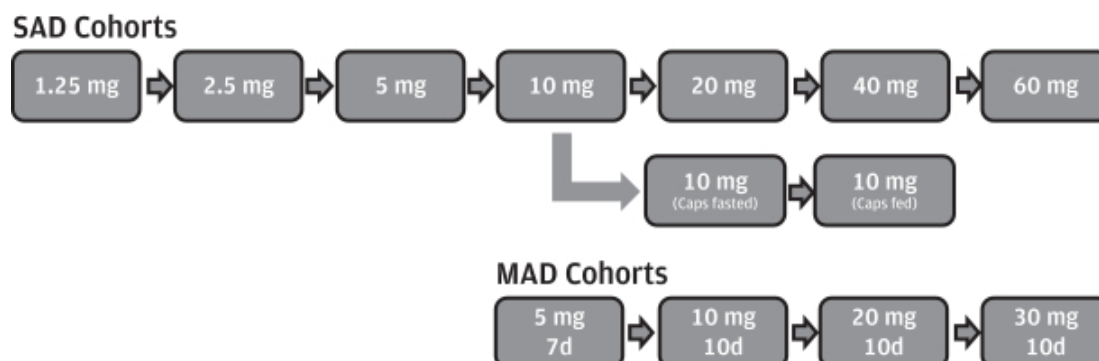 SAD Cohorts
1.25 mg
2.5 mg
5 mg
10 mg
20 mg
40 mg
60 mg
10 mg
(Caps fasted)
10 mg
(Caps fed)
MAD Cohorts
5 mg
7d
10 mg
10d
20 mg
10d
30 mg
10d